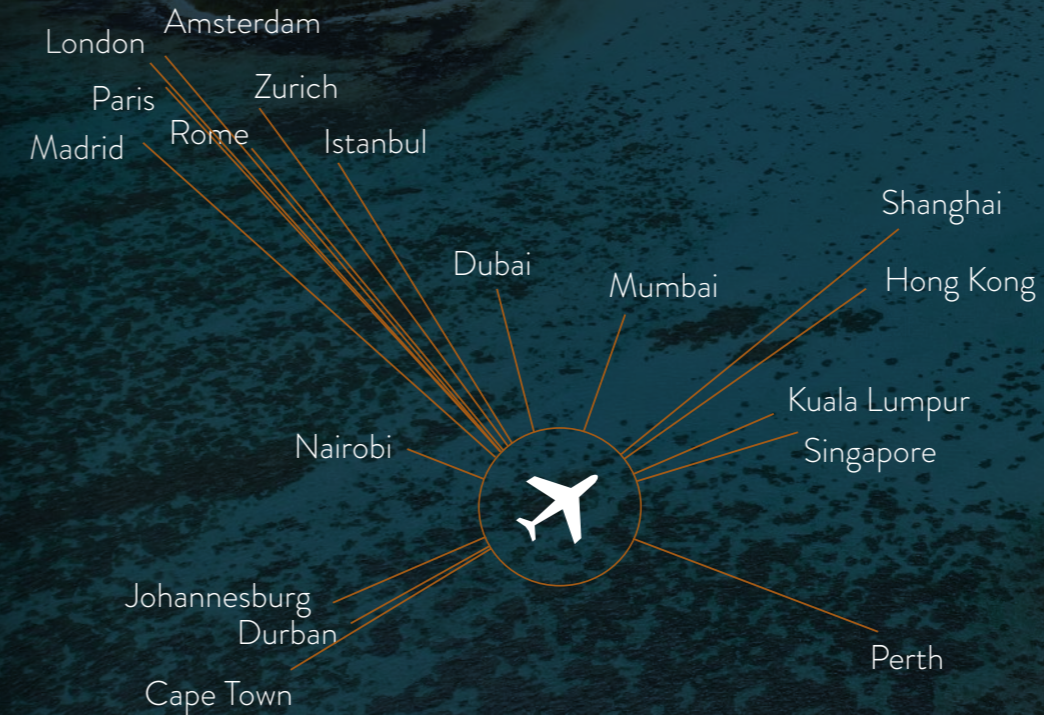 Amsterdam
London
Zurich
Paris
Rome
Istanbul
Madrid
Shanghai
Dubai
Mumbai
Hong Kong
Kuala Lumpur
Nairobi
Singapore
Johannesburg
Durban
Perth
Cape Town